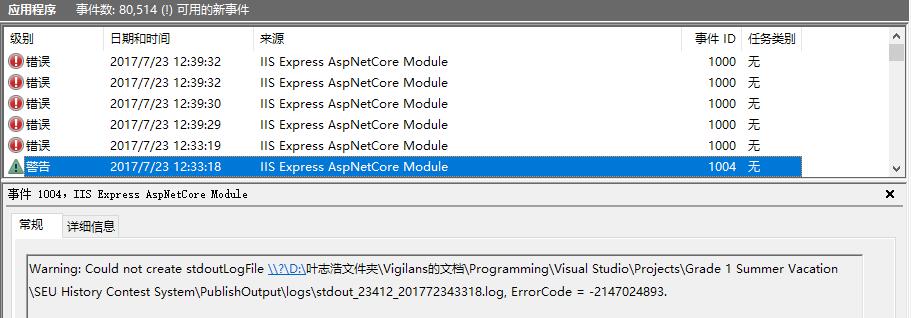 应用程序 事件数: 80,514 (!) 可用的新事件
级别 日期和时间 来源 事件 ID 任务类别
错误 2017/7/23 12:39:32 IIS Express AspNetCore Module 1000 无
错误 2017/7/23 12:39:32 IIS Express AspNetCore Module 1000 无
错误 2017/7/23 12:39:30 IIS Express AspNetCore Module 1000 无
错误 2017/7/23 12:39:29 IIS Express AspNetCore Module 1000 无
错误 2017/7/23 12:33:19 IIS Express AspNetCore Module 1000 无
警告 2017/7/23 12:33:18 IIS Express AspNetCore Module 1004 无
事件 1004，IIS Express AspNetCore Module
常规 详细信息
Warning: Could not create stdoutLogFile \\?\D:\叶志浩文件夹\Vigilans的文档\Programming\Visual Studio\Projects\Grade 1 Summer Vacation
\SEU History Contest System\PublishOutput\logs\stdout_23412_201772343318.log, ErrorCode = -2147024893.